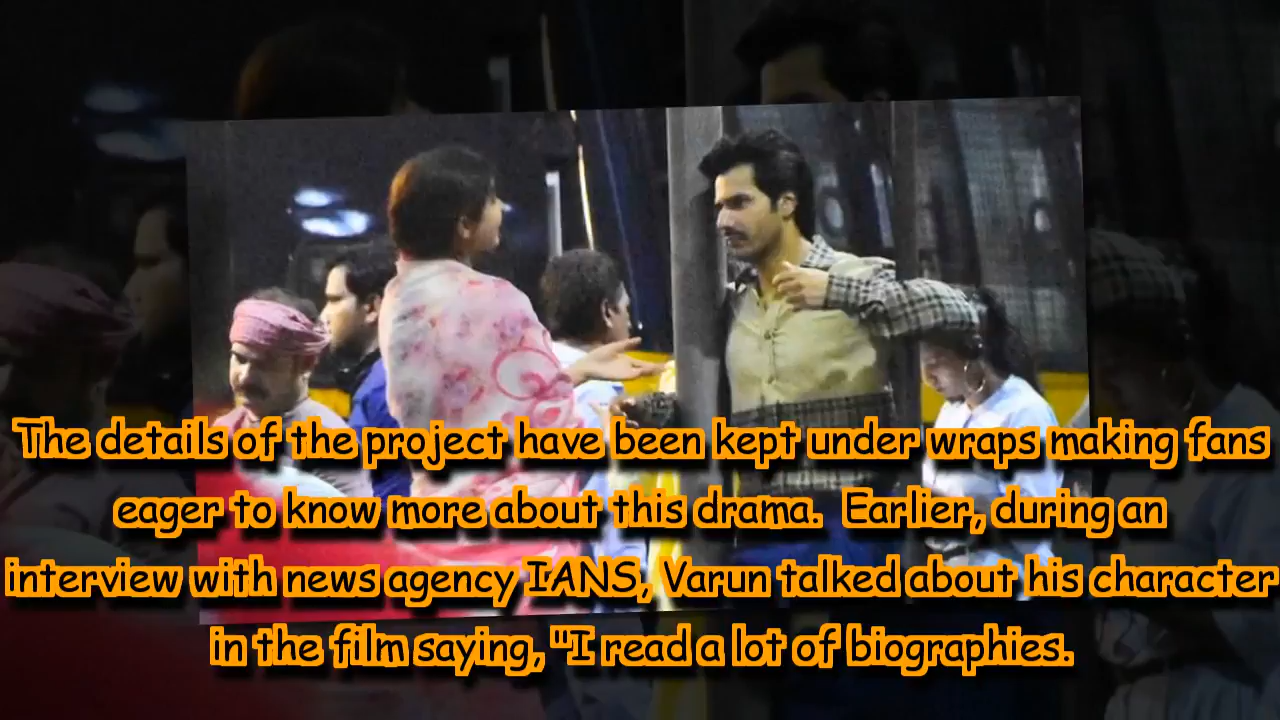 The details of the project have been kept under wraps making fans
eager to know more about this drama.  Earlier, during an
interview with news agency IANS, Varun talked about his character
in the film saying, "I read a lot of biographies.